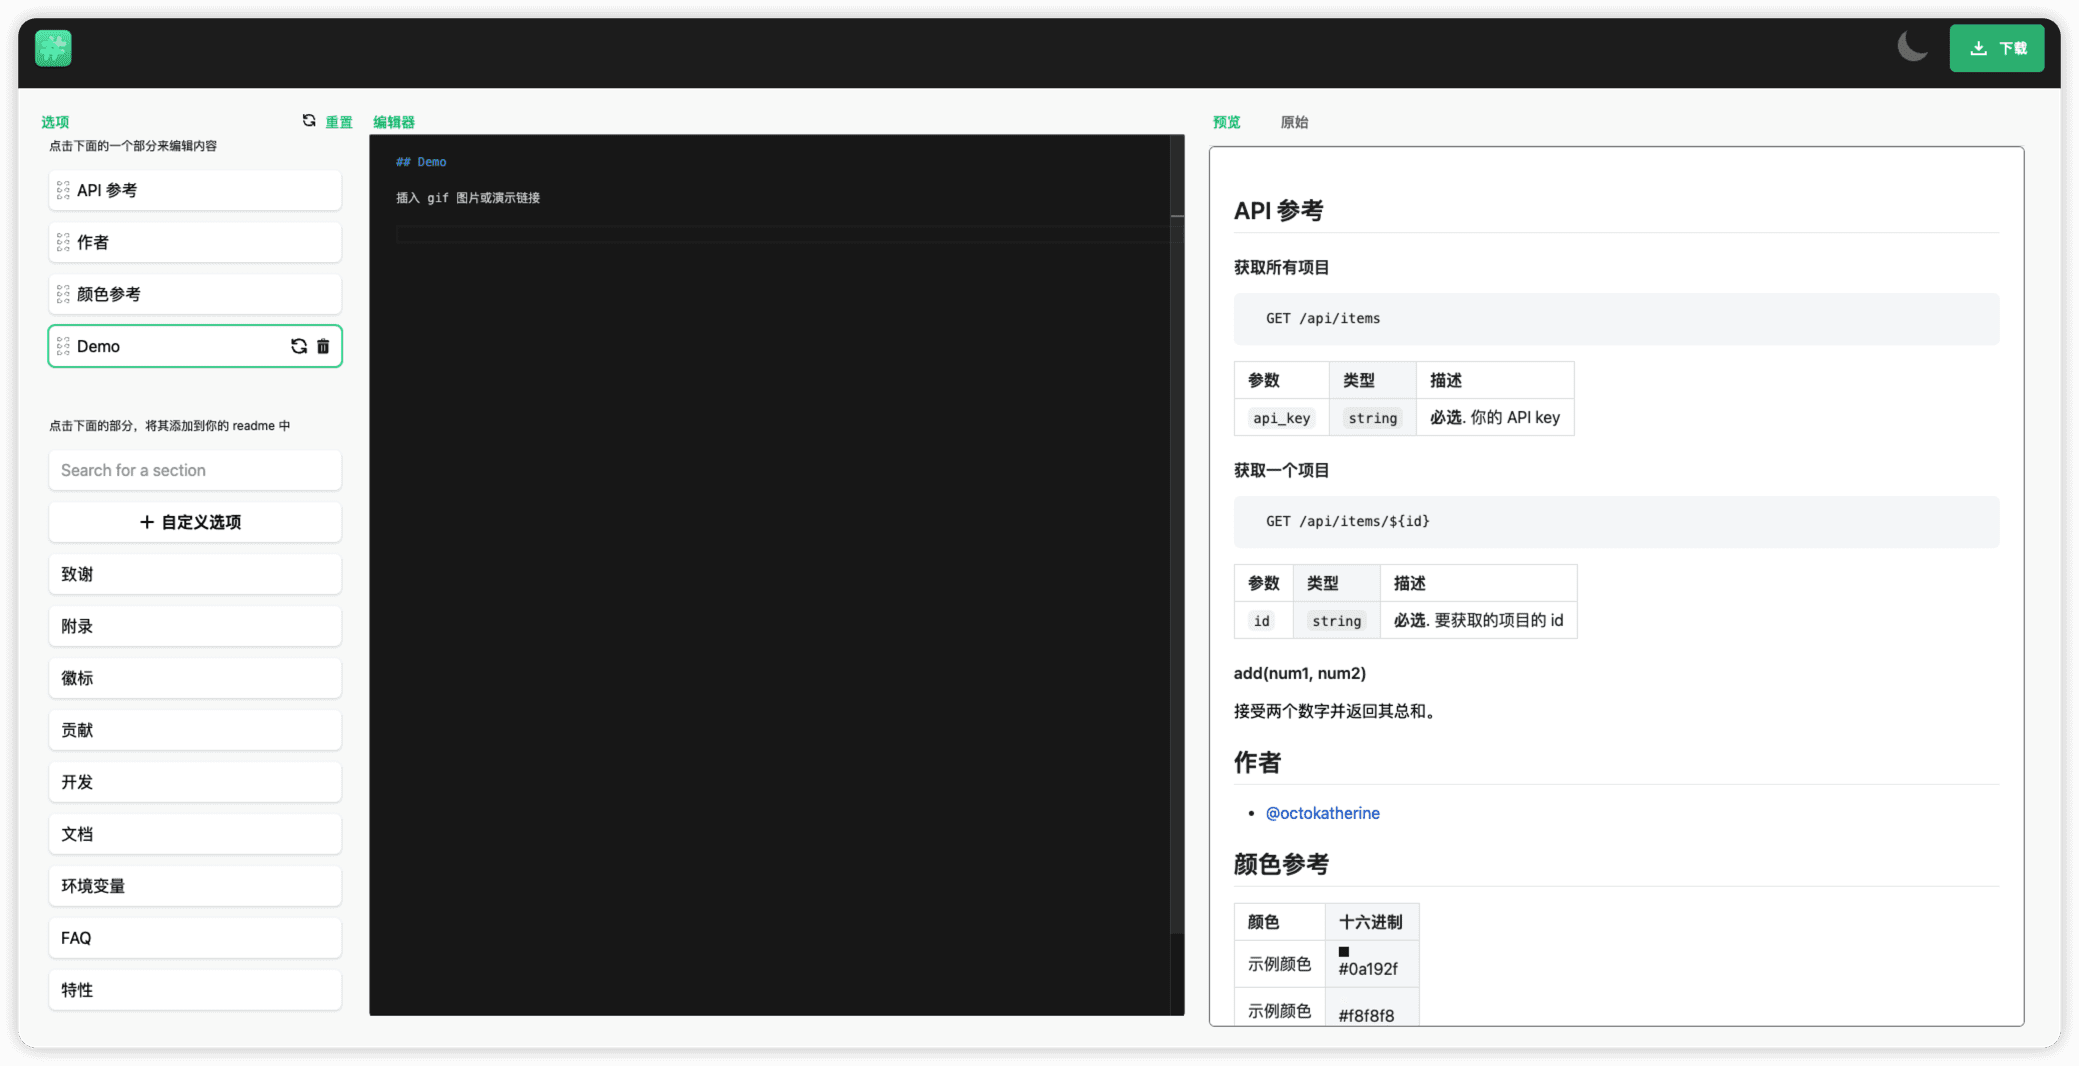 下载
选项
重置
点击下面的一个部分来编辑内容
API 参考
作者
颜色参考
Demo
点击下面的部分，将其添加到你的 readme 中
Search for a section
+ 自定义选项
致谢
附录
徽标
贡献
开发
文档
环境变量
FAQ
特性
编辑器
## Demo
插入 gif 图片或演示链接
预览 原始
API 参考
获取所有项目
GET /api/items
参数 类型 描述
api_key string 必选. 你的 API key
获取一个项目
GET /api/items/${id}
参数 类型 描述
id string 必选. 要获取的项目的 id
add(num1, num2)
接受两个数字并返回其总和。
作者
• @octokatherine
颜色参考
颜色 十六进制
示例颜色 #0a192f
示例颜色 #f8f8f8